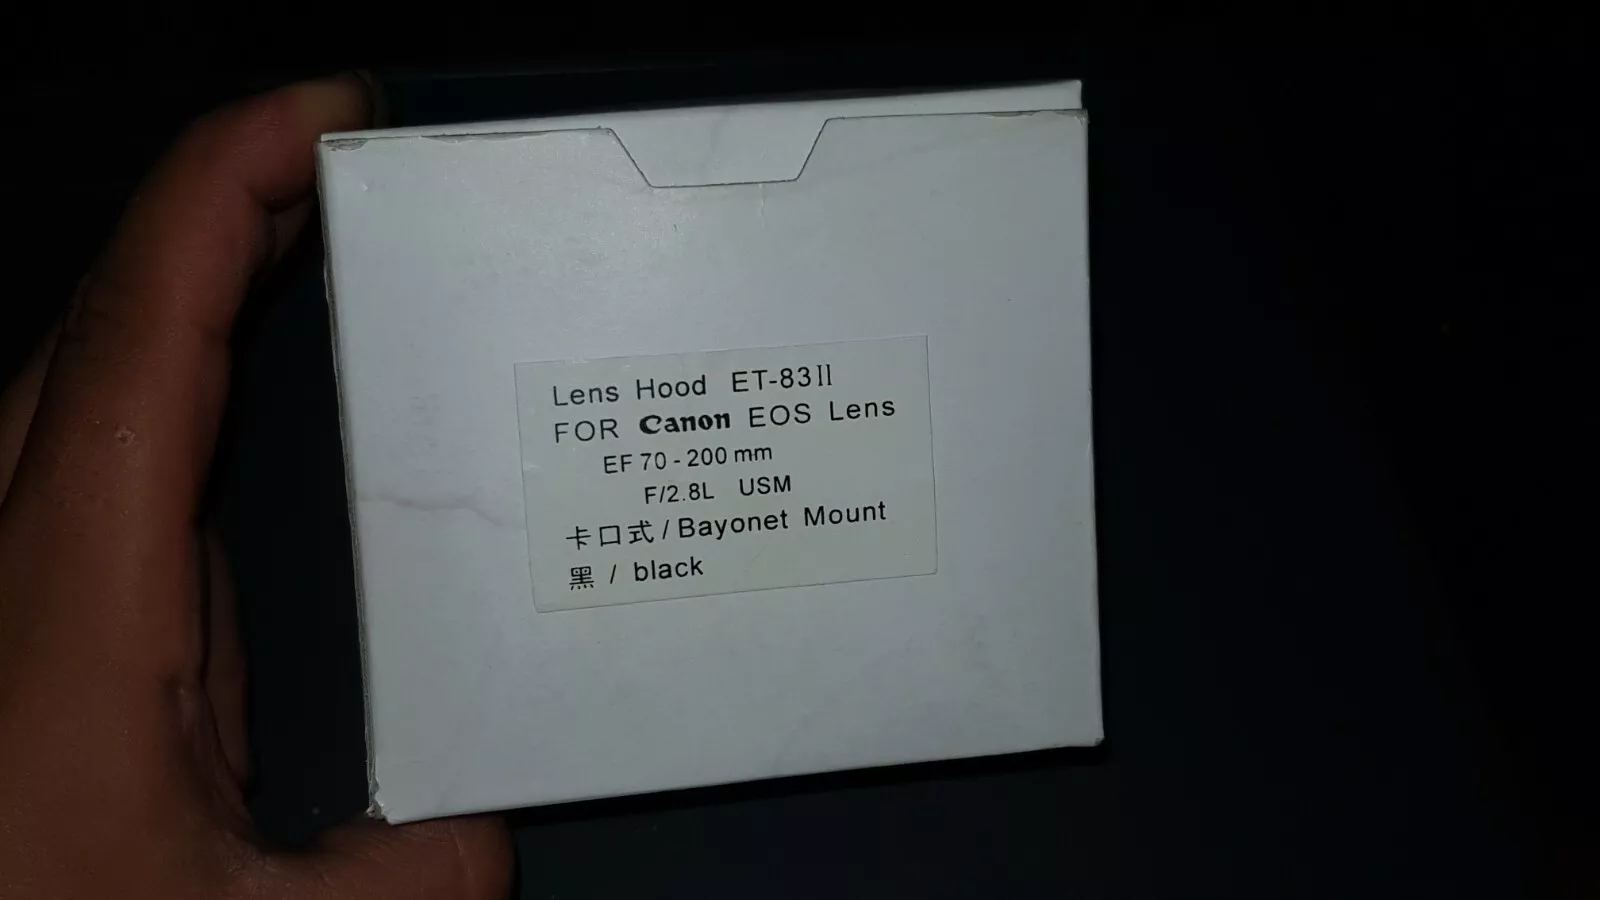 Lens Hood ET-83II
FOR Canon EOS Lens
EF 70-200 mm
F/2.8L USM
卡口式/Bayonet Mount
黑 / black